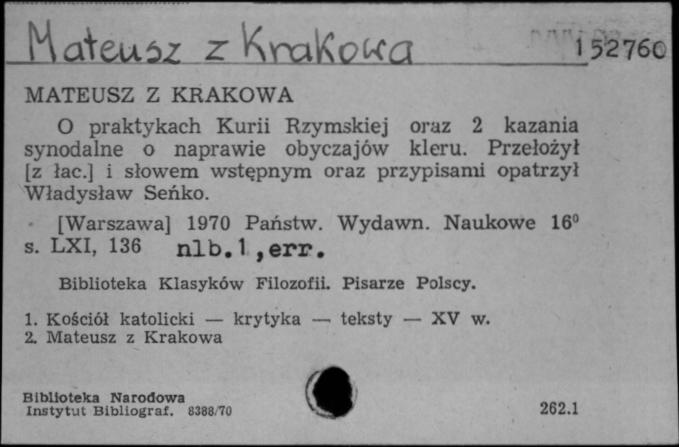 Mateusz z Krakowa
152760
MATEUSZ Z KRAKOWA
O praktykach Kurii Rzymskiej oraz 2 kazania
synodalne o naprawie obyczajów kleru. Przełożył
[z łac.] i słowem wstępnym oraz przypisami opatrzył
Władysław Seńko.
[Warszawa] 1970 Państw. Wydawn. Naukowe 16⁰
s. LXI, 136 nlb.1,err.
Biblioteka Klasyków Filozofii. Pisarze Polscy.
1. Kościół katolicki — krytyka — teksty — XV w.
2. Mateusz z Krakowa
Biblioteka Narodowa
Instytut Bibliograf. 8388/70
262.1